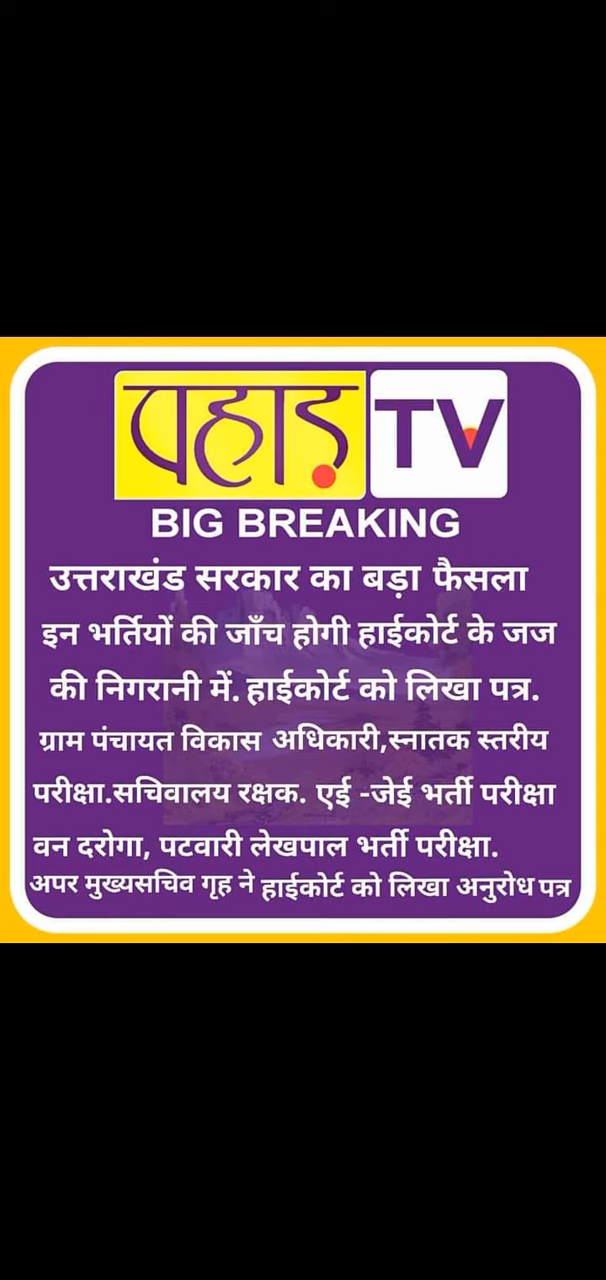 पहाड़ TV
BIG BREAKING
उत्तराखंड सरकार का बड़ा फैसला
इन भर्तियों की जाँच होगी हाईकोर्ट के जज
की निगरानी में. हाईकोर्ट को लिखा पत्र.
ग्राम पंचायत विकास अधिकारी,स्नातक स्तरीय
परीक्षा.सचिवालय रक्षक. एई -जेई भर्ती परीक्षा
वन दरोगा, पटवारी लेखपाल भर्ती परीक्षा.
अपर मुख्यसचिव गृह ने हाईकोर्ट को लिखा अनुरोध पत्र